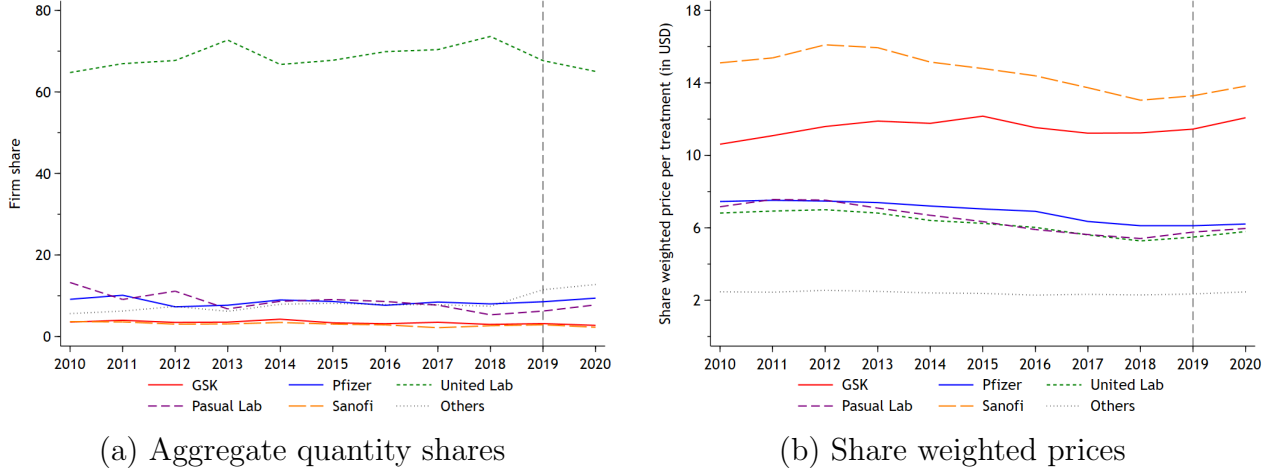 80
60
40
20
0
Firm share
2010 2011 2012 2013 2014 2015 2016 2017 2018 2019 2020
GSK Pfizer United Lab
Pasual Lab Sanofi Others
(a) Aggregate quantity shares
18
14
10
6
2
Share weighted price per treatment (in USD)
2010 2011 2012 2013 2014 2015 2016 2017 2018 2019 2020
GSK Pfizer United Lab
Pasual Lab Sanofi Others
(b) Share weighted prices